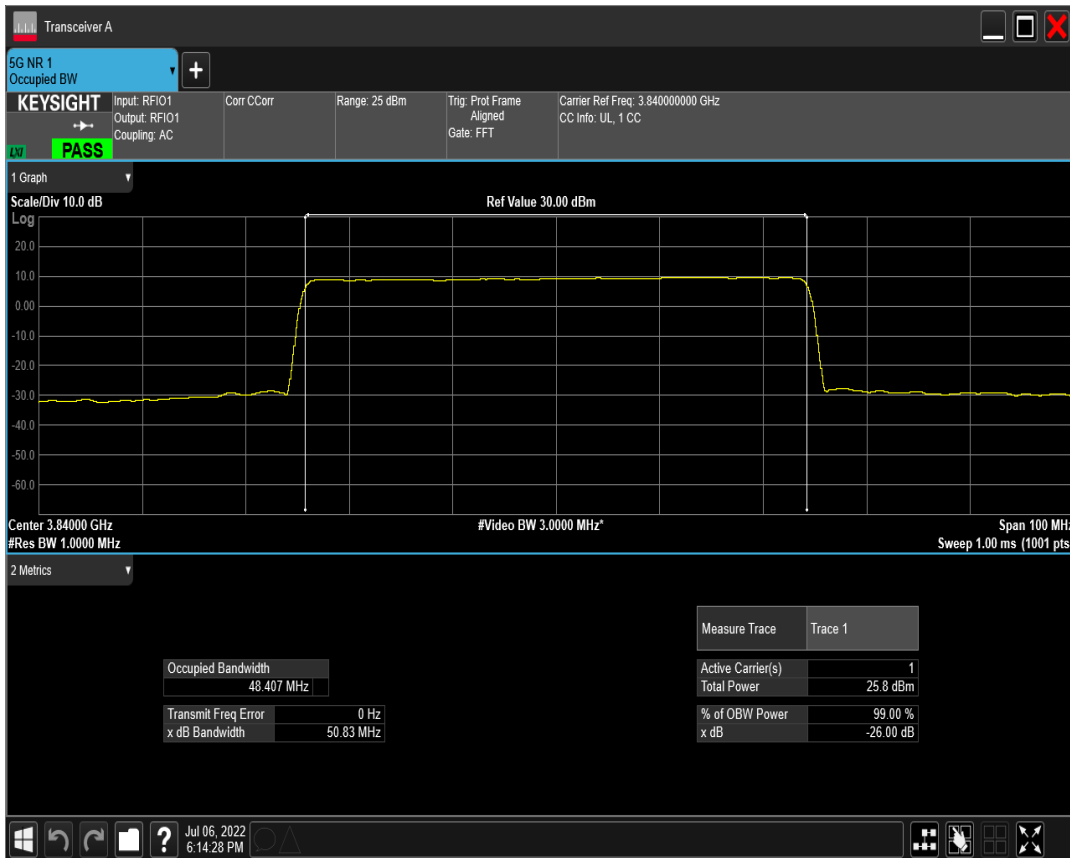 Transceiver A
5G NR 1
Occupied BW
KEYSIGHT
LXI
PASS
Input: RFIO1
Output: RFIO1
Coupling: AC
Corr CCorr
Range: 25 dBm
Trig: Prot Frame
Aligned
Gate: FFT
Carrier Ref Freq: 3.840000000 GHz
CC Info: UL, 1 CC
1 Graph
Scale/Div 10.0 dB
Ref Value 30.00 dBm
Log
20.0
10.0
0.00
-10.0
-20.0
-30.0
-40.0
-50.0
-60.0
Center 3.84000 GHz
#Video BW 3.0000 MHz*
Span 100 MHz
#Res BW 1.0000 MHz
Sweep 1.00 ms (1001 pts
2 Metrics
Measure Trace Trace 1
Occupied Bandwidth
48.407 MHz
Active Carrier(s) 1
Total Power 25.8 dBm
Transmit Freq Error 0 Hz
x dB Bandwidth 50.83 MHz
% of OBW Power 99.00 %
x dB -26.00 dB
?
Jul 06, 2022
6:14:28 PM